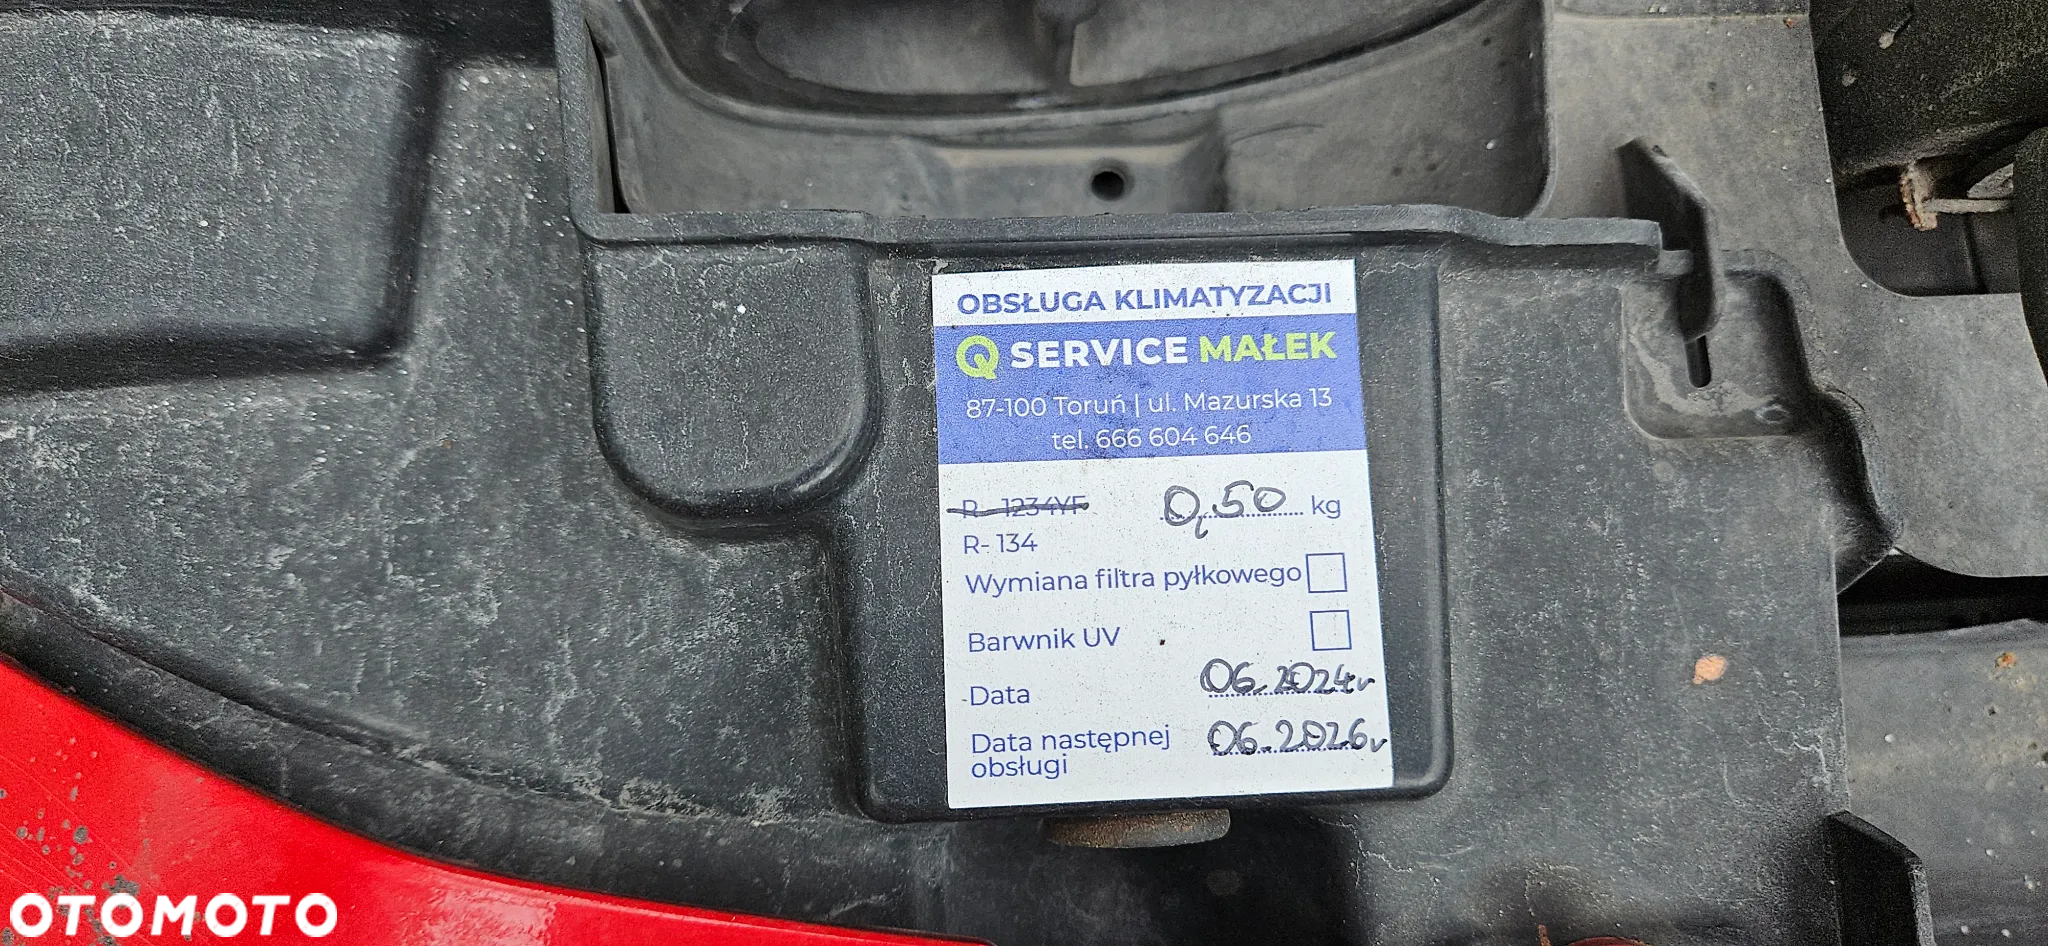 OBSŁUGA KLIMATYZACJI
Q SERVICE MAŁEK
87-100 Toruń | ul. Mazurska 13
tel. 666 604 646
R - 1234YF 0,50 kg
R- 134
Wymiana filtra pyłkowego
Barwnik UV
Data 06.2024r
Data następnej 06.2026r
obsługi
OTOMOTO